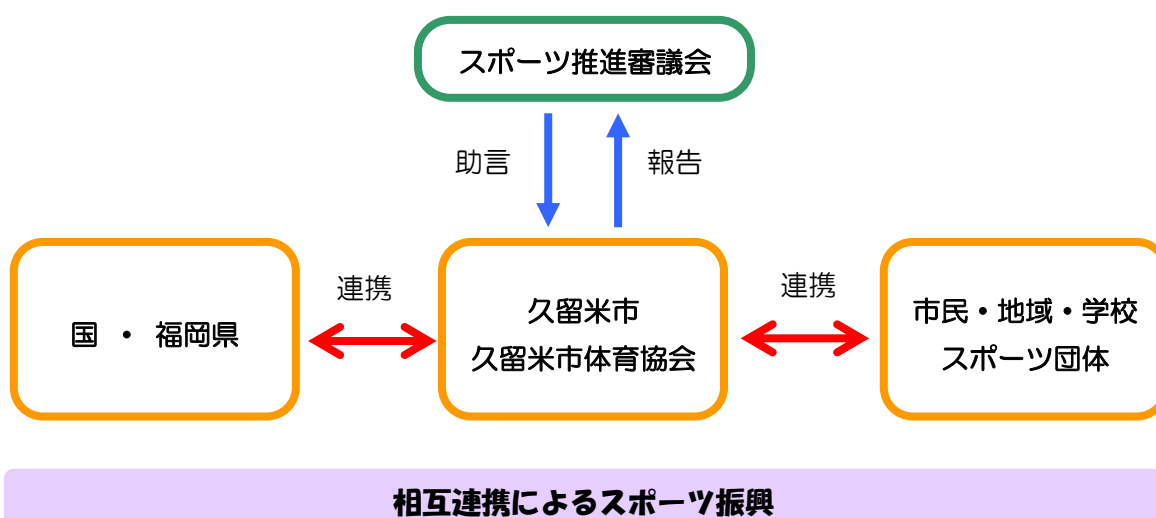 スポーツ推進審議会
助言
報告
連携
連携
国 ・ 福岡県
久留米市
久留米市体育協会
市民・地域・学校
スポーツ団体
相互連携によるスポーツ振興